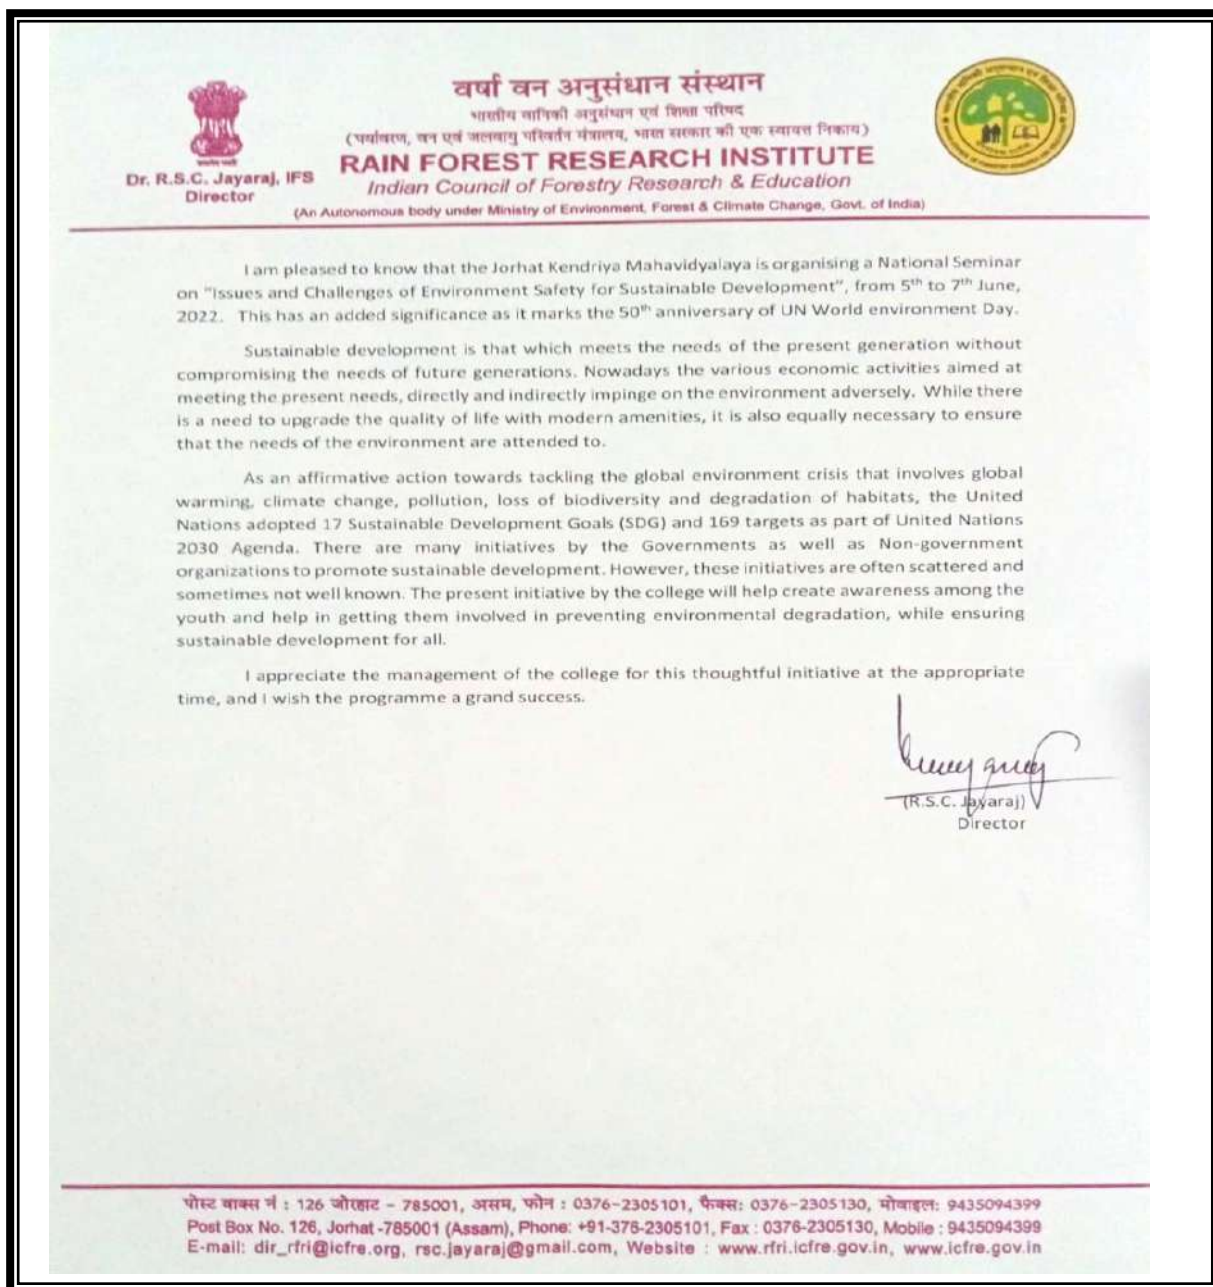 वर्षा वन अनुसंधान संस्थान
भारतीय वानिकी अनुसंधान एवं शिक्षा परिषद
(पर्यावरण, वन एवं जलवायु परिवर्तन मंत्रालय, भारत सरकार की एक स्वायत्त निकाय)
RAIN FOREST RESEARCH INSTITUTE
Indian Council of Forestry Research & Education
(An Autonomous body under Ministry of Environment, Forest & Climate Change, Govt. of India)
Dr. R.S.C. Jayaraj, IFS
Director
I am pleased to know that the Jorhat Kendriya Mahavidyalaya is organising a National Seminar
on "Issues and Challenges of Environment Safety for Sustainable Development", from 5th to 7th June,
2022. This has an added significance as it marks the 50th anniversary of UN World environment Day.
Sustainable development is that which meets the needs of the present generation without
compromising the needs of future generations. Nowadays the various economic activities aimed at
meeting the present needs, directly and indirectly impinge on the environment adversely. While there
is a need to upgrade the quality of life with modern amenities, it is also equally necessary to ensure
that the needs of the environment are attended to.
As an affirmative action towards tackling the global environment crisis that involves global
warming, climate change, pollution, loss of biodiversity and degradation of habitats, the United
Nations adopted 17 Sustainable Development Goals (SDG) and 169 targets as part of United Nations
2030 Agenda. There are many initiatives by the Governments as well as Non-government
organizations to promote sustainable development. However, these initiatives are often scattered and
sometimes not well known. The present initiative by the college will help create awareness among the
youth and help in getting them involved in preventing environmental degradation, while ensuring
sustainable development for all.
I appreciate the management of the college for this thoughtful initiative at the appropriate
time, and I wish the programme a grand success.
(R.S.C. Jayaraj)
Director
पोस्ट बाक्स नं : 126 जोरहाट - 785001, असम, फोन : 0376-2305101, फैक्स: 0376-2305130, मोबाइल: 9435094399
Post Box No. 126, Jorhat -785001 (Assam), Phone: +91-376-2305101, Fax : 0376-2305130, Mobile : 9435094399
E-mail: dir_rfri@icfre.org, rsc.jayaraj@gmail.com, Website : www.rfri.icfre.gov.in, www.icfre.gov.in